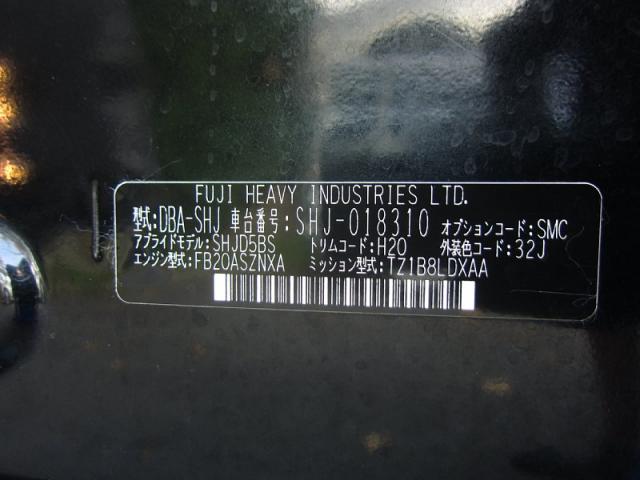 FUJI HEAVY INDUSTRIES LTD.
型式:DBA-SHJ 車台番号:SHJ-018310 オプションコード:SMC
アプライドモデル:SHJD5BS トリムコード:H20 外装色コード:32J
エンジン型式:FB20ASZNXA ミッション型式:TZ1B8LDXAA